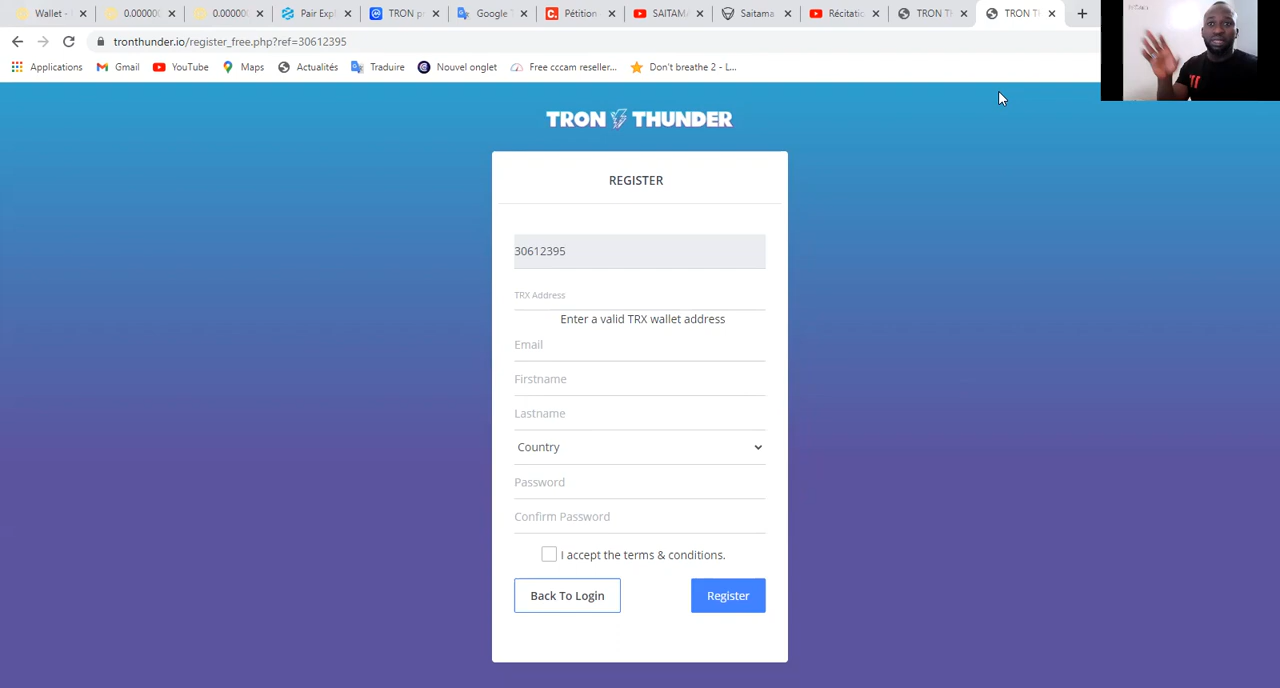 Wallet - 0.00000 0.00000 Pair Expl TRON p Google T Pétition SAITAMA Saitama Récitatio TRON TH TRON TH
tronthunder.io/register_free.php?ref=30612395
Applications Gmail YouTube Maps Actualités Traduire Nouvel onglet Free cccam reseller... Don't breathe 2 - L...
TRON THUNDER
REGISTER
30612395
TRX Address
Enter a valid TRX wallet address
Email
Firstname
Lastname
Country
Password
Confirm Password
I accept the terms & conditions.
Back To Login Register